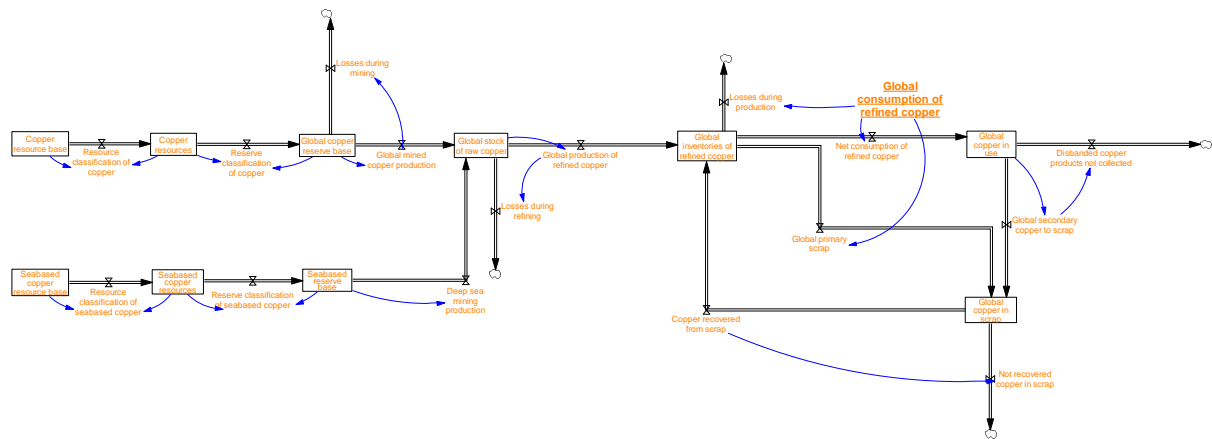 Losses during
mining
Losses during
production
Global
consumption of
refined copper
Copper
resource base
Resource
classification of
copper
Copper
resources
Reserve
classification
of copper
Global copper
reserve base
Global mined
copper production
Global stock
of raw copper
Global production of
refined copper
Losses during
refining
Global
inventories of
refined copper
Net consumption of
refined copper
Global
copper in
use
Disbanded copper
products not collected
Global secondary
copper to scrap
Global primary
scrap
Seabased
copper
resource base
Resource
classification
of seabased copper
Seabased
copper
resources
Reserve classification
of seabased copper
Seabased
reserve
base
Deep sea
mining
production
Copper recovered
from scrap
Global
copper in
scrap
Not recovered
copper in scrap